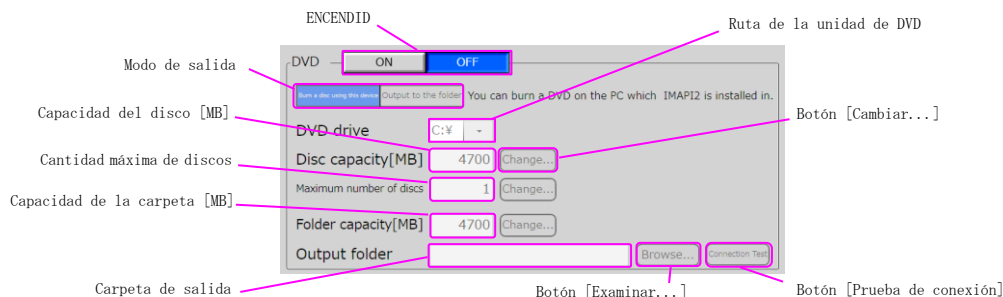 ENCENDID
Ruta de la unidad de DVD
DVD
ON
OFF
Modo de salida
Burn a disc using this device
Output to the folder
You can burn a DVD on the PC which IMAPI2 is installed in.
Capacidad del disco [MB]
Botón [Cambiar...]
DVD drive
C:¥
Cantidad máxima de discos
Disc capacity[MB]
4700
Change...
Maximum number of discs
1
Change...
Capacidad de la carpeta [MB]
Folder capacity[MB]
4700
Change...
Output folder
Browse...
Connection Test
Carpeta de salida
Botón [Examinar...]
Botón [Prueba de conexión]